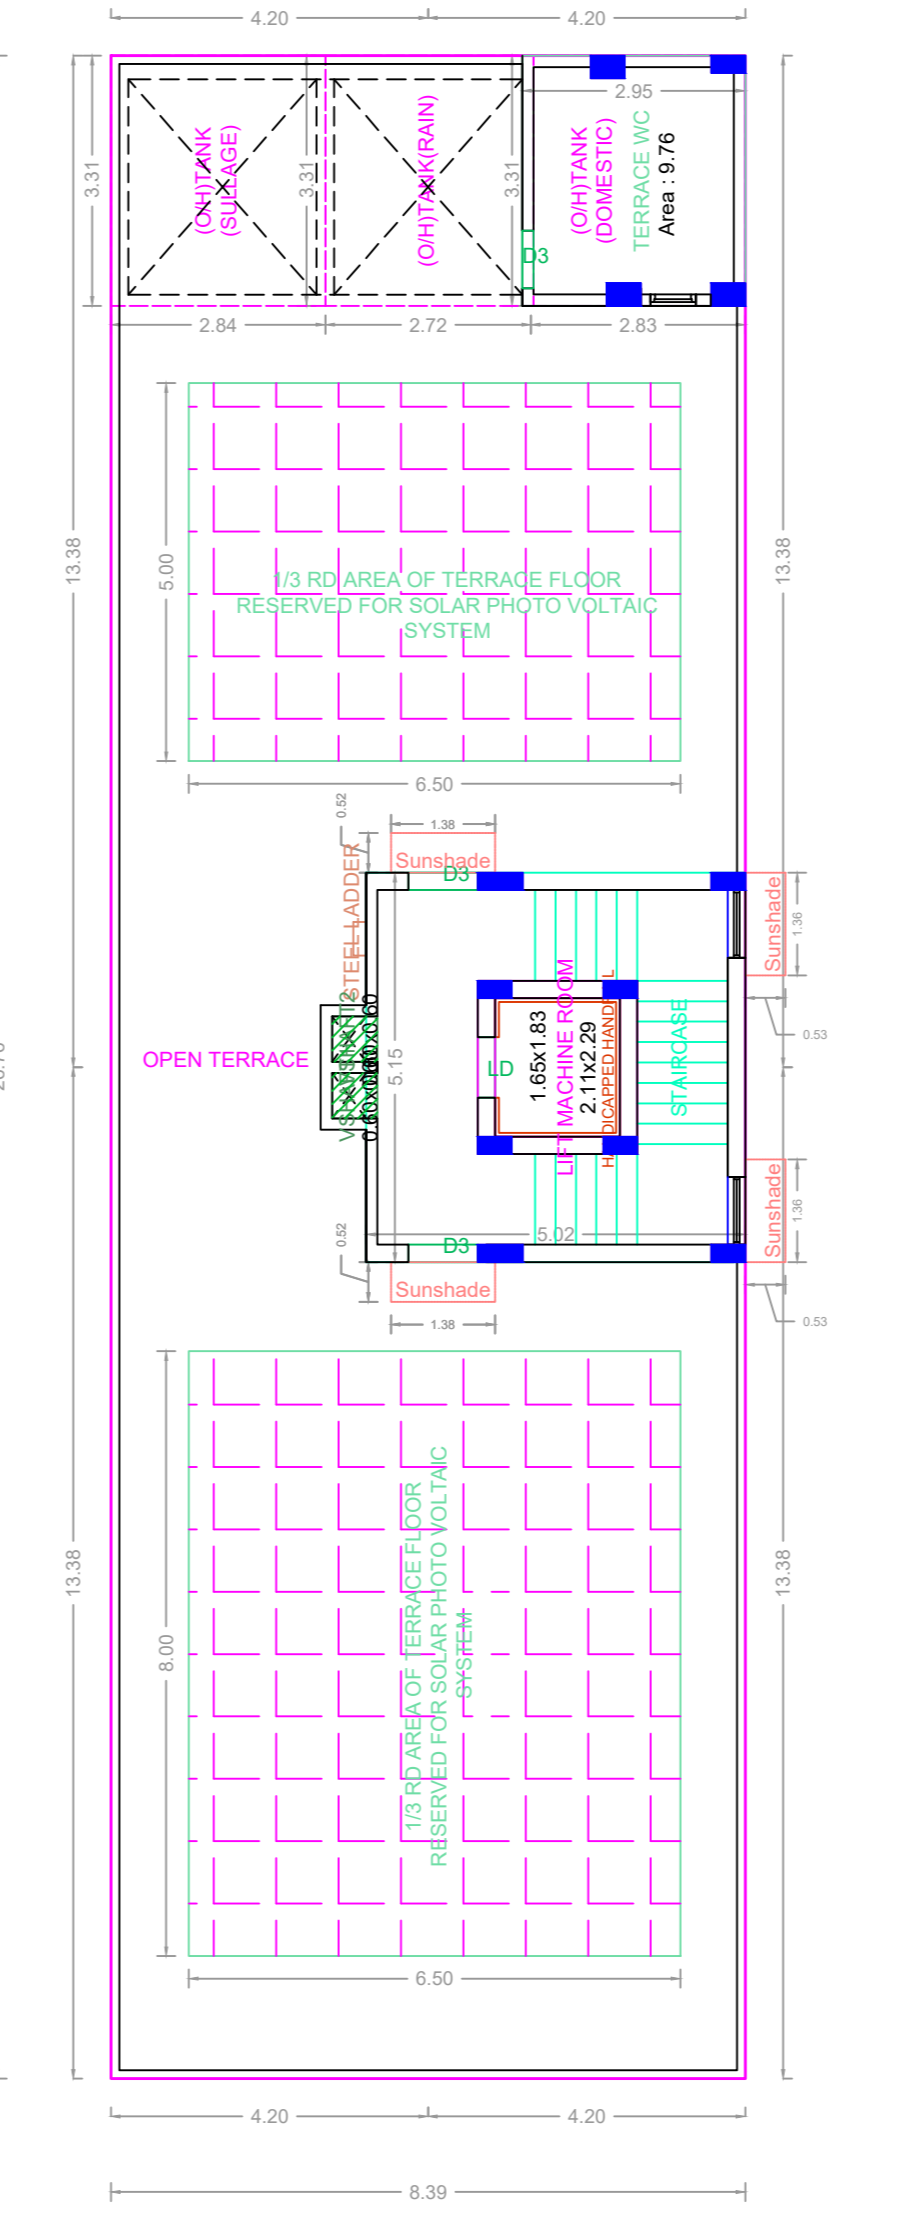 4.20
4.20
2.95
3.31
3.31
3.31
(O/H)TANK
(SULLAGE)
(O/H)TANK(RAIN)
(O/H)TANK
(DOMESTIC)
TERRACE WC
Area : 9.76
D3
2.84
2.72
2.83
13.38
13.38
5.00
1/3 RD AREA OF TERRACE FLOOR
RESERVED FOR SOLAR PHOTO VOLTAIC
SYSTEM
6.50
0.52
1.38
Sunshade
D3
STEEL LADDER
Sunshade
1.36
0.53
OPEN TERRACE
5.15
LD
1.65x1.83
LIFT MACHINE ROOM
2.11x2.29
STAIRCASE
Sunshade
1.36
0.53
0.52
5.02
D3
Sunshade
1.38
13.38
13.38
8.00
1/3 RD AREA OF TERRACE FLOOR
RESERVED FOR SOLAR PHOTO VOLTAIC
SYSTEM
6.50
4.20
4.20
8.39